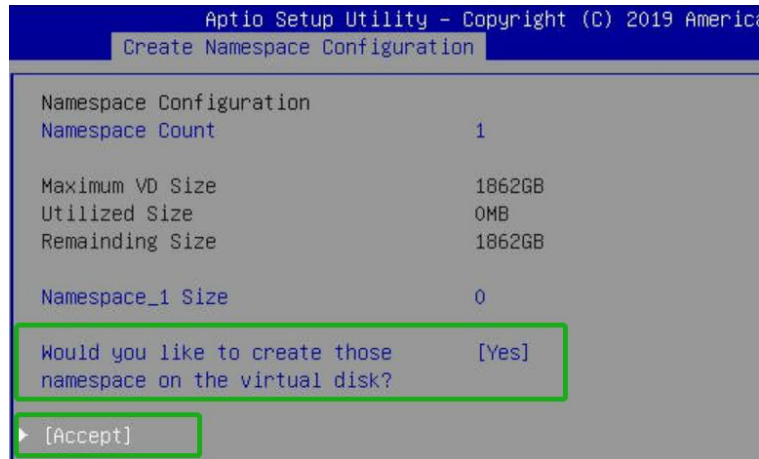 Aptio Setup Utility – Copyright (C) 2019 America
Create Namespace Configuration
Namespace Configuration
Namespace Count 1
Maximum VD Size 1862GB
Utilized Size 0MB
Remainding Size 1862GB
Namespace_1 Size 0
Would you like to create those [Yes]
namespace on the virtual disk?
[Accept]